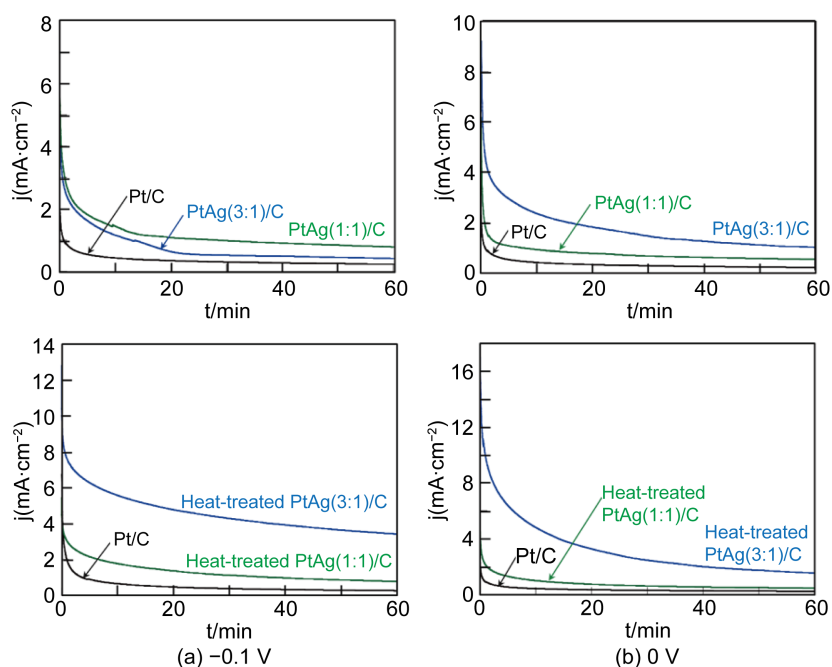 8
6
4
2
0
j(mA·cm⁻²)
Pt/C
PtAg(3:1)/C
PtAg(1:1)/C
0
20
40
60
t/min
10
8
6
4
2
0
j(mA·cm⁻²)
Pt/C
PtAg(1:1)/C
PtAg(3:1)/C
0
20
40
60
t/min
14
12
10
8
6
4
2
0
j(mA·cm⁻²)
Heat-treated PtAg(3:1)/C
Pt/C
Heat-treated PtAg(1:1)/C
0
20
40
60
t/min
(a) −0.1 V
16
12
8
4
0
j(mA·cm⁻²)
Heat-treated
PtAg(1:1)/C
Pt/C
Heat-treated
PtAg(3:1)/C
0
20
40
60
t/min
(b) 0 V